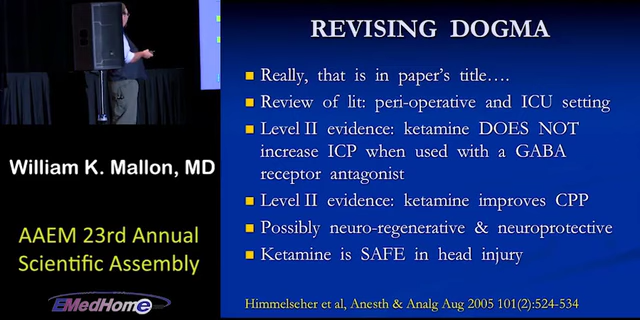 REVISING DOGMA
Really, that is in paper's title….
Review of lit: peri-operative and ICU setting
Level II evidence: ketamine DOES NOT
increase ICP when used with a GABA
receptor antagonist
Level II evidence: ketamine improves CPP
Possibly neuro-regenerative & neuroprotective
Ketamine is SAFE in head injury
Himmelseher et al, Anesth & Analg Aug 2005 101(2):524-534
William K. Mallon, MD
AAEM 23rd Annual
Scientific Assembly
EMedHome